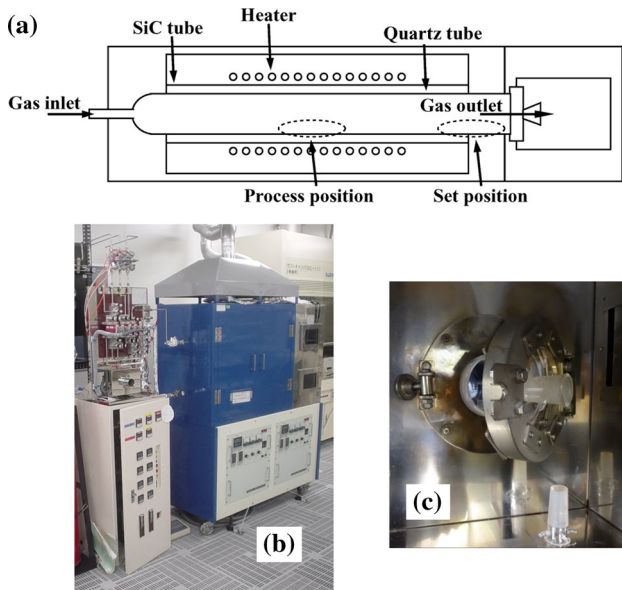 (a)
SiC tube
Heater
Quartz tube
Gas inlet
Gas outlet
Process position
Set position
(b)
(c)